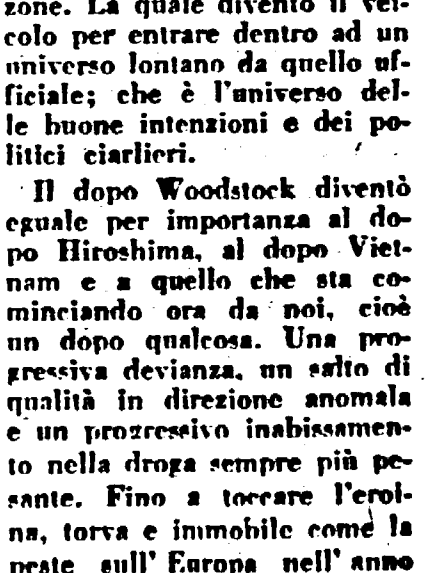 zone. La quale diventò il vei-
colo per entrare dentro ad un
universo lontano da quello uf-
ficiale; che è l'universo del-
le buone intenzioni e dei po-
litici ciarlieri.
Il dopo Woodstock diventò
eguale per importanza al do-
po Hiroshima, al dopo Viet-
nam e a quello che sta co-
minciando ora da noi, cioè
un dopo qualcosa. Una pro-
gressiva devianza, un salto di
qualità in direzione anomala
e un progressivo inabissamen-
to nella droga sempre più pe-
sante. Fino a toccare l'eroi-
na, torva e immobile come la
peste sull'Europa nell'anno